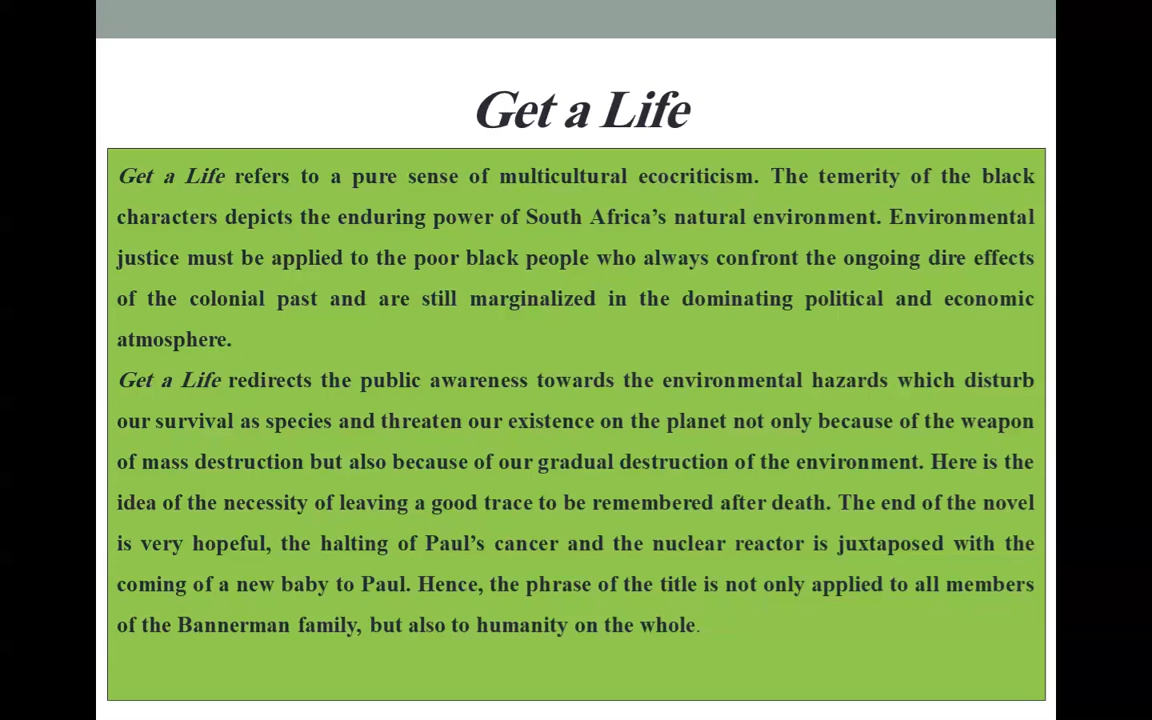 Get a Life
Get a Life refers to a pure sense of multicultural ecocriticism. The temerity of the black
characters depicts the enduring power of South Africa’s natural environment. Environmental
justice must be applied to the poor black people who always confront the ongoing dire effects
of the colonial past and are still marginalized in the dominating political and economic
atmosphere.
Get a Life redirects the public awareness towards the environmental hazards which disturb
our survival as species and threaten our existence on the planet not only because of the weapon
of mass destruction but also because of our gradual destruction of the environment. Here is the
idea of the necessity of leaving a good trace to be remembered after death. The end of the novel
is very hopeful, the halting of Paul’s cancer and the nuclear reactor is juxtaposed with the
coming of a new baby to Paul. Hence, the phrase of the title is not only applied to all members
of the Bannerman family, but also to humanity on the whole.